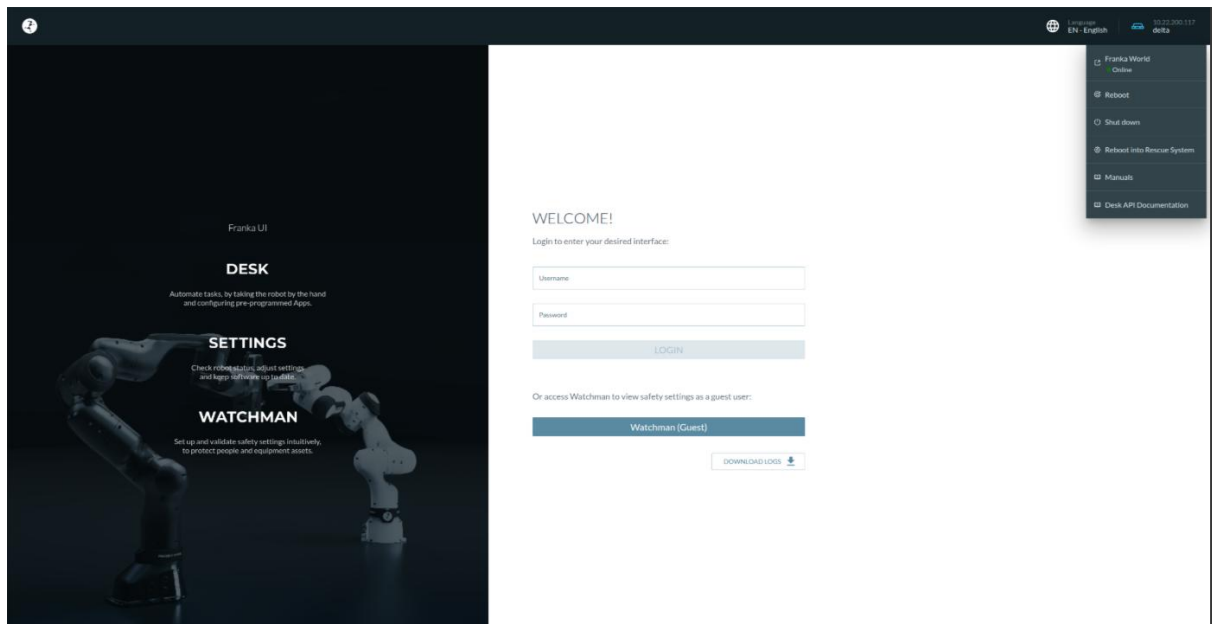 Language
EN - English
delta
Franka World
Online
Reboot
Shut down
Reboot into Rescue System
Manuals
Desk API Documentation
Franka UI
DESK
Automate tasks, by taking the robot by the hand
and configuring pre-programmed Apps.
SETTINGS
Check robot status, adjust settings
and keep software up to date.
WATCHMAN
Set up and validate safety settings intuitively,
to protect people and equipment assets.
WELCOME!
Login to enter your desired interface:
Username
Password
LOGIN
Or access Watchman to view safety settings as a guest user:
Watchman (Guest)
DOWNLOAD LOGS